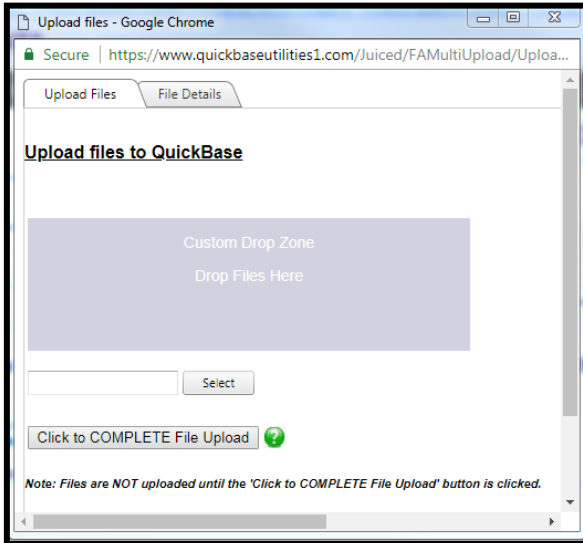 Upload files - Google Chrome
Secure | https://www.quickbaseutilities1.com/Juiced/FAMultiUpload/Uploa...
Upload Files File Details
Upload files to QuickBase
Custom Drop Zone
Drop Files Here
Select
Click to COMPLETE File Upload ?
Note: Files are NOT uploaded until the 'Click to COMPLETE File Upload' button is clicked.